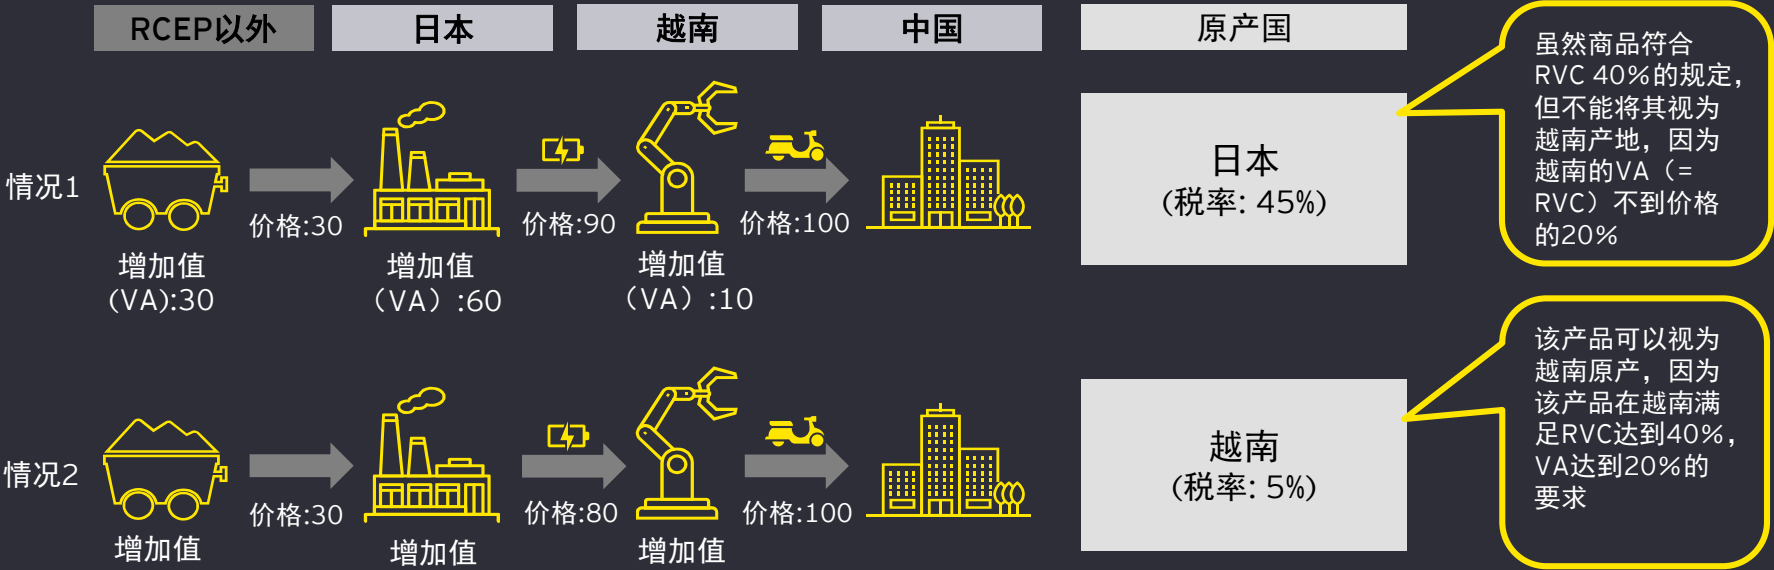 RCEP以外
日本
越南
中国
原产国
情况1
价格:30
价格:90
价格:100
增加值
(VA):30
增加值
（VA）:60
增加值
（VA）:10
日本
(税率: 45%)
虽然商品符合
RVC 40%的规定，
但不能将其视为
越南产地，因为
越南的VA（=
RVC）不到价格
的20%
情况2
价格:30
价格:80
价格:100
增加值
增加值
增加值
越南
(税率: 5%)
该产品可以视为
越南原产，因为
该产品在越南满
足RVC达到40%，
VA达到20%的
要求